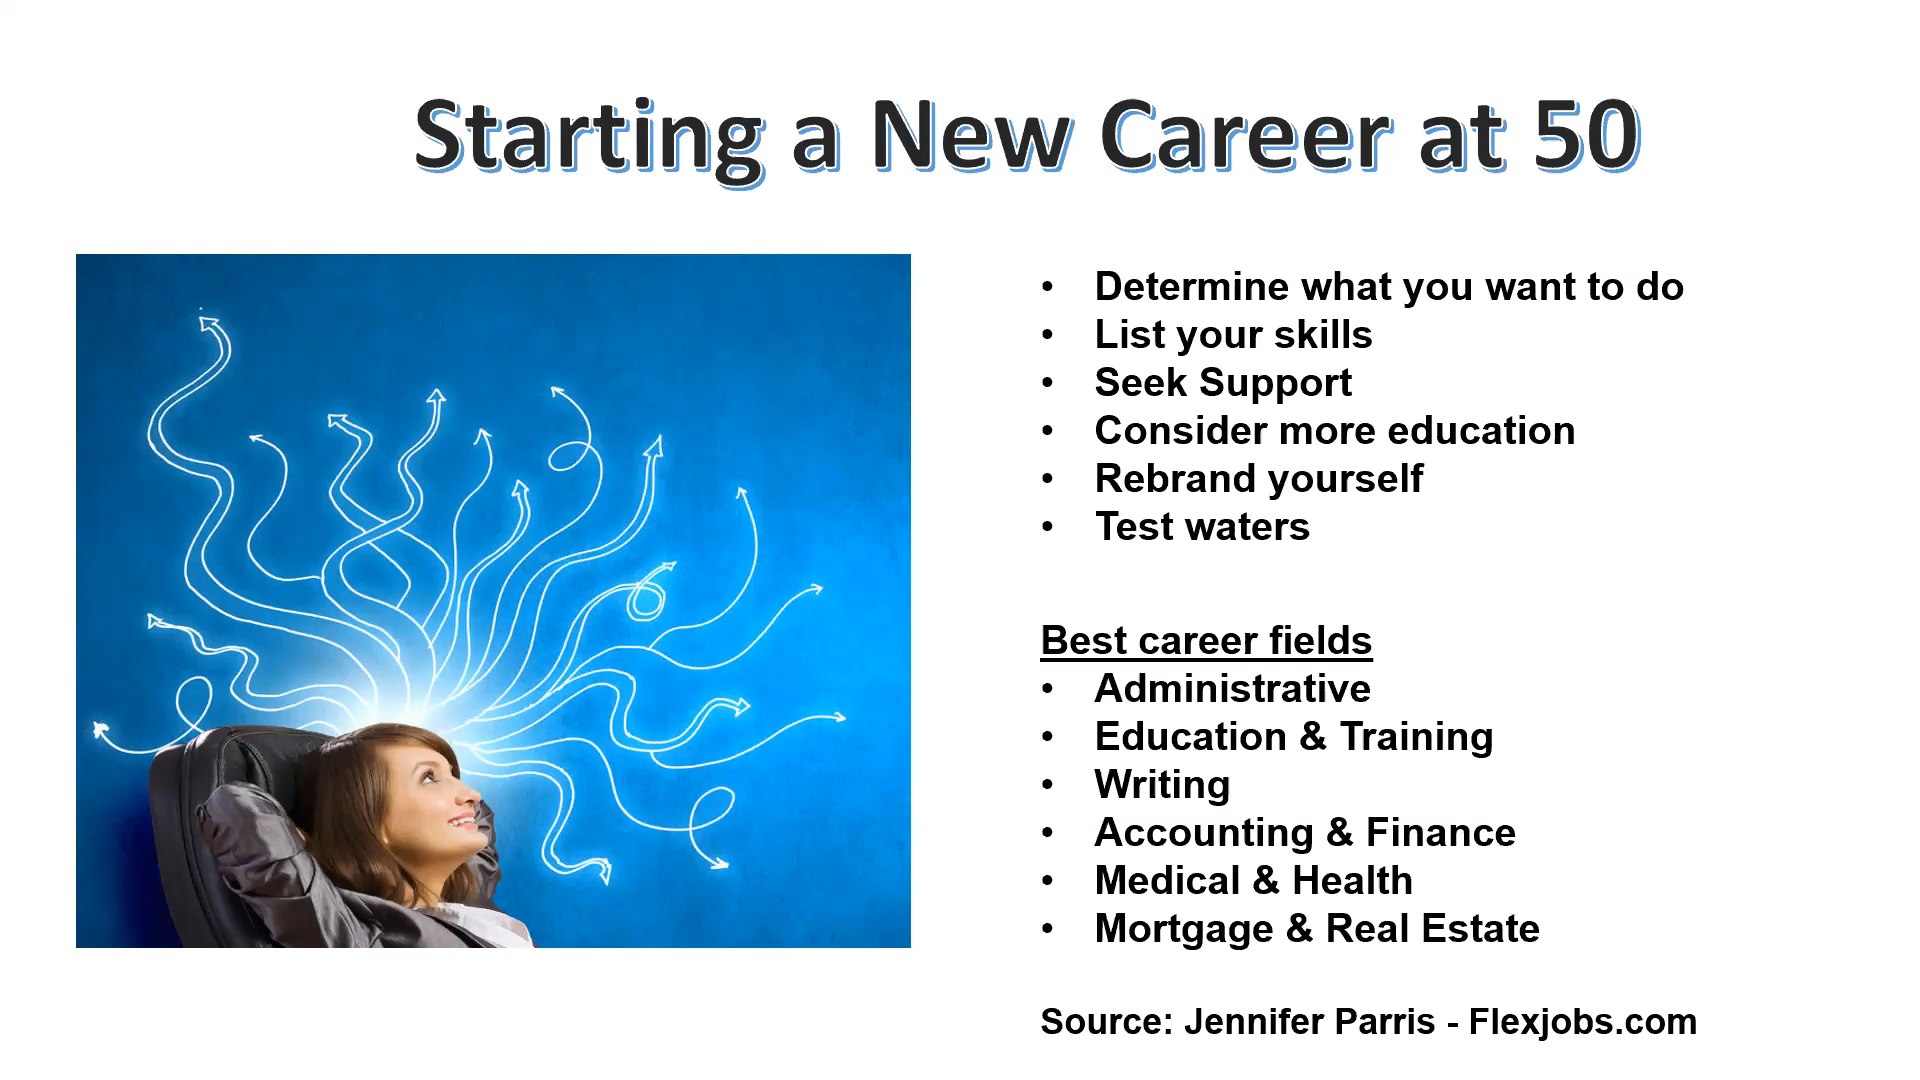 Starting a New Career at 50
• Determine what you want to do
• List your skills
• Seek Support
• Consider more education
• Rebrand yourself
• Test waters
Best career fields
• Administrative
• Education & Training
• Writing
• Accounting & Finance
• Medical & Health
• Mortgage & Real Estate
Source: Jennifer Parris - Flexjobs.com